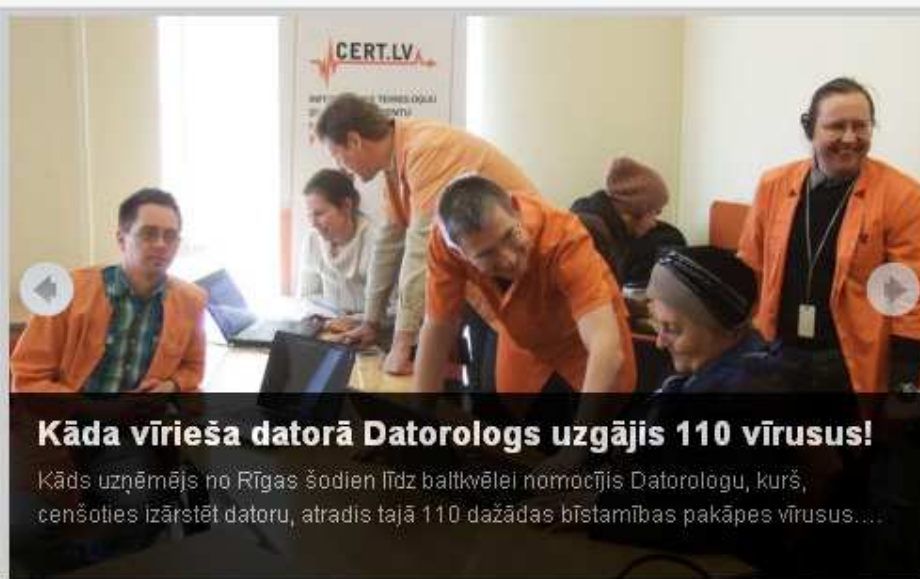 CERT.LV
Kāda vīrieša datorā Datorologs uzgājis 110 vīrusus!
Kāds uzņēmējs no Rīgas šodien līdz baltkvēlei nomocījis Datorologu, kurš,
cenšoties izārstēt datoru, atradis tajā 110 dažādas bīstamības pakāpes vīrusus....